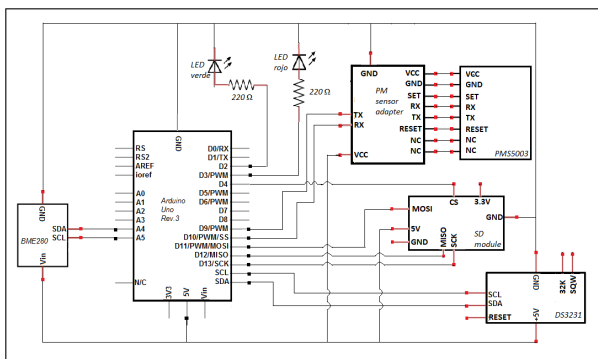 LED
verde
220 Ω
LED
rojo
220 Ω
GND
PM
sensor
adapter
TX
RX
VCC
VCC
GND
SET
RX
TX
RESET
NC
NC
VCC
GND
SET
RX
TX
RESET
NC
NC
PMS5003
GND
RS
RS2
AREF
ioref
A0
A1
A2
A3
A4
A5
N/C
Arduino
Uno
Rev.3
D0/RX
D1/TX
D2
D3/PWM
D4
D5/PWM
D6/PWM
D7
D8
D9/PWM
D10/PWM/SS
D11/PWM/MOSI
D12/MISO
D13/SCK
SCL
SDA
3V3
5V
Vin
GND
BME280
SDA
SCL
Vin
CS
3.3V
MOSI
5V
GND
GND
MISO
SCK
SD
module
GND
32K
SQW
SCL
SDA
RESET
+5V
DS3231